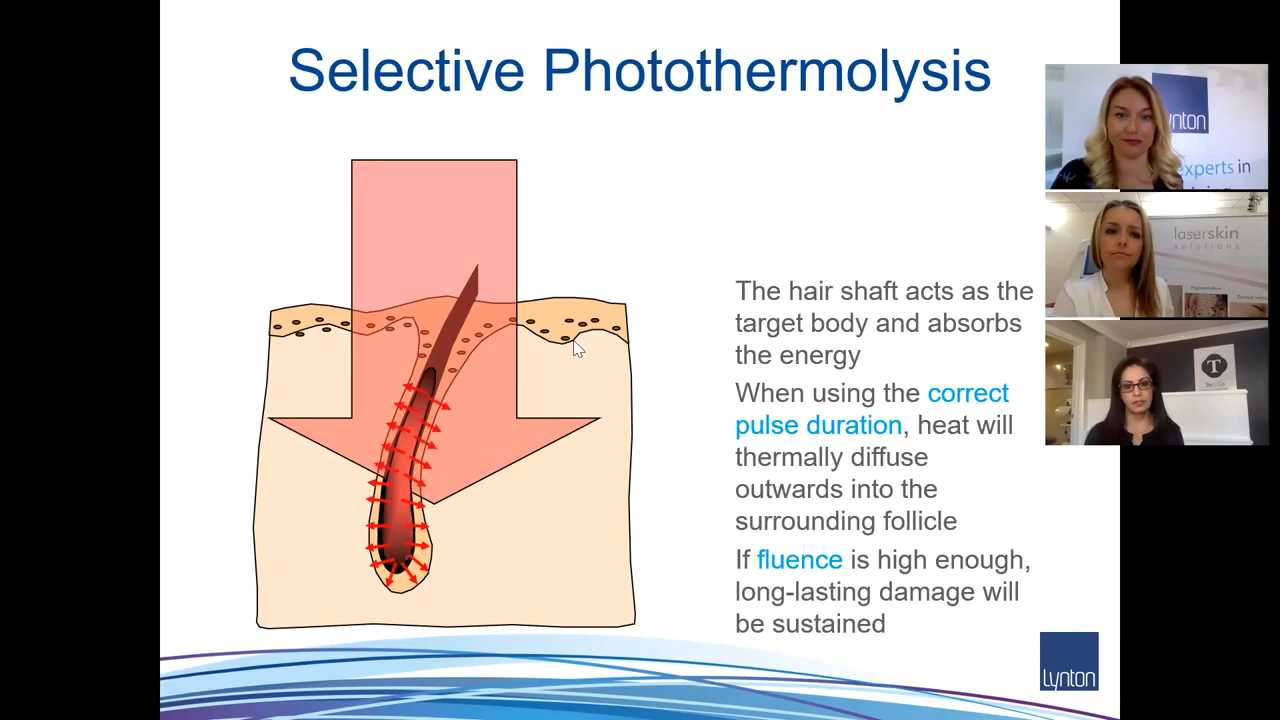 Selective Photothermolysis
The hair shaft acts as the
target body and absorbs
the energy
When using the correct
pulse duration, heat will
thermally diffuse
outwards into the
surrounding follicle
If fluence is high enough,
long-lasting damage will
be sustained
Lynton
ynton
experts in
laserskin
solutions
T